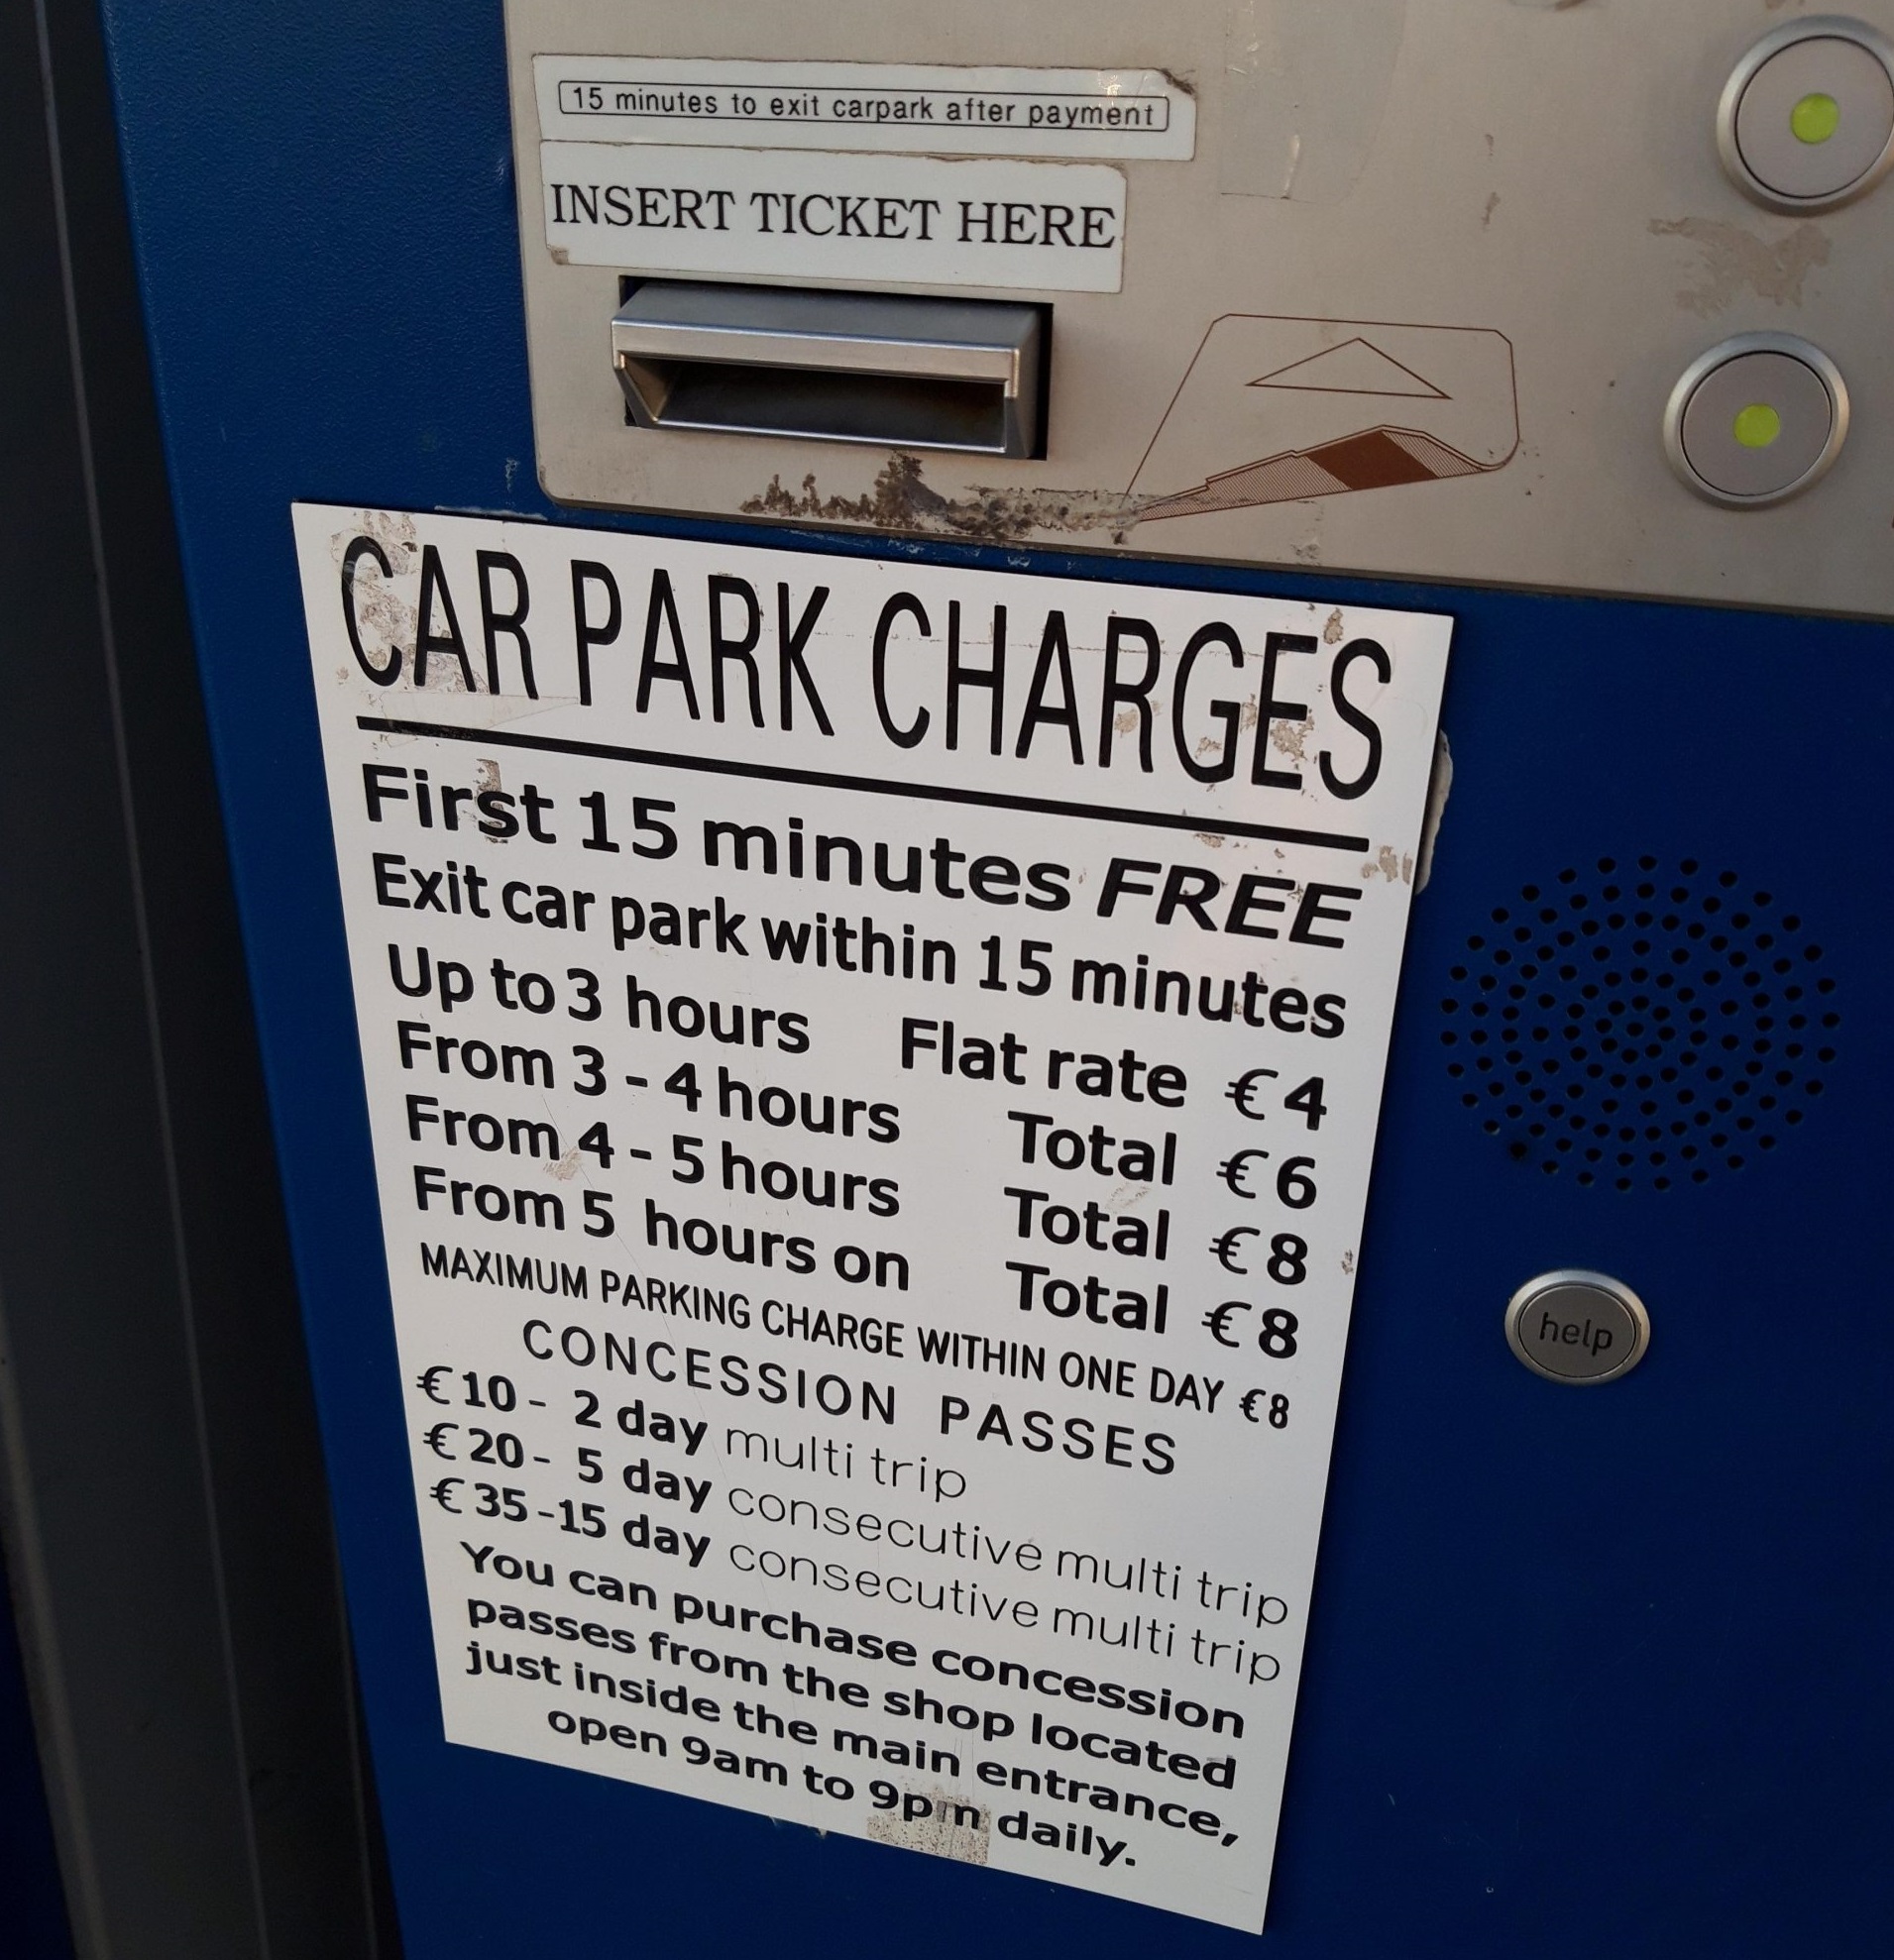 15 minutes to exit carpark after payment
INSERT TICKET HERE
CAR PARK CHARGES
First 15 minutes FREE
Exit car park within 15 minutes
Up to 3 hours Flat rate €4
From 3 - 4 hours Total €6
From 4 - 5 hours Total €8
From 5 hours on Total €8
MAXIMUM PARKING CHARGE WITHIN ONE DAY €8
CONCESSION PASSES
€10 - 2 day multi trip
€20 - 5 day consecutive multi trip
€35 -15 day consecutive multi trip
You can purchase concession
passes from the shop located
just inside the main entrance,
open 9am to 9pm daily.
help